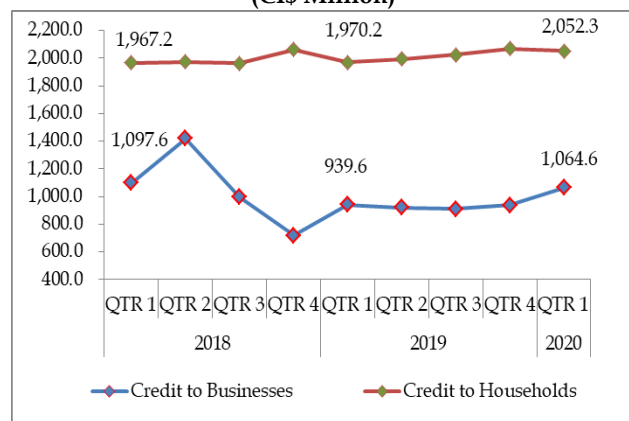 (CI$ Million)
2,200.0
2,000.0
1,800.0
1,600.0
1,400.0
1,200.0
1,000.0
800.0
600.0
400.0
1,967.2 1,970.2 2,052.3
1,097.6 939.6 1,064.6
QTR 1 QTR 2 QTR 3 QTR 4 QTR 1 QTR 2 QTR 3 QTR 4 QTR 1
2018 2019 2020
Credit to Businesses Credit to Households